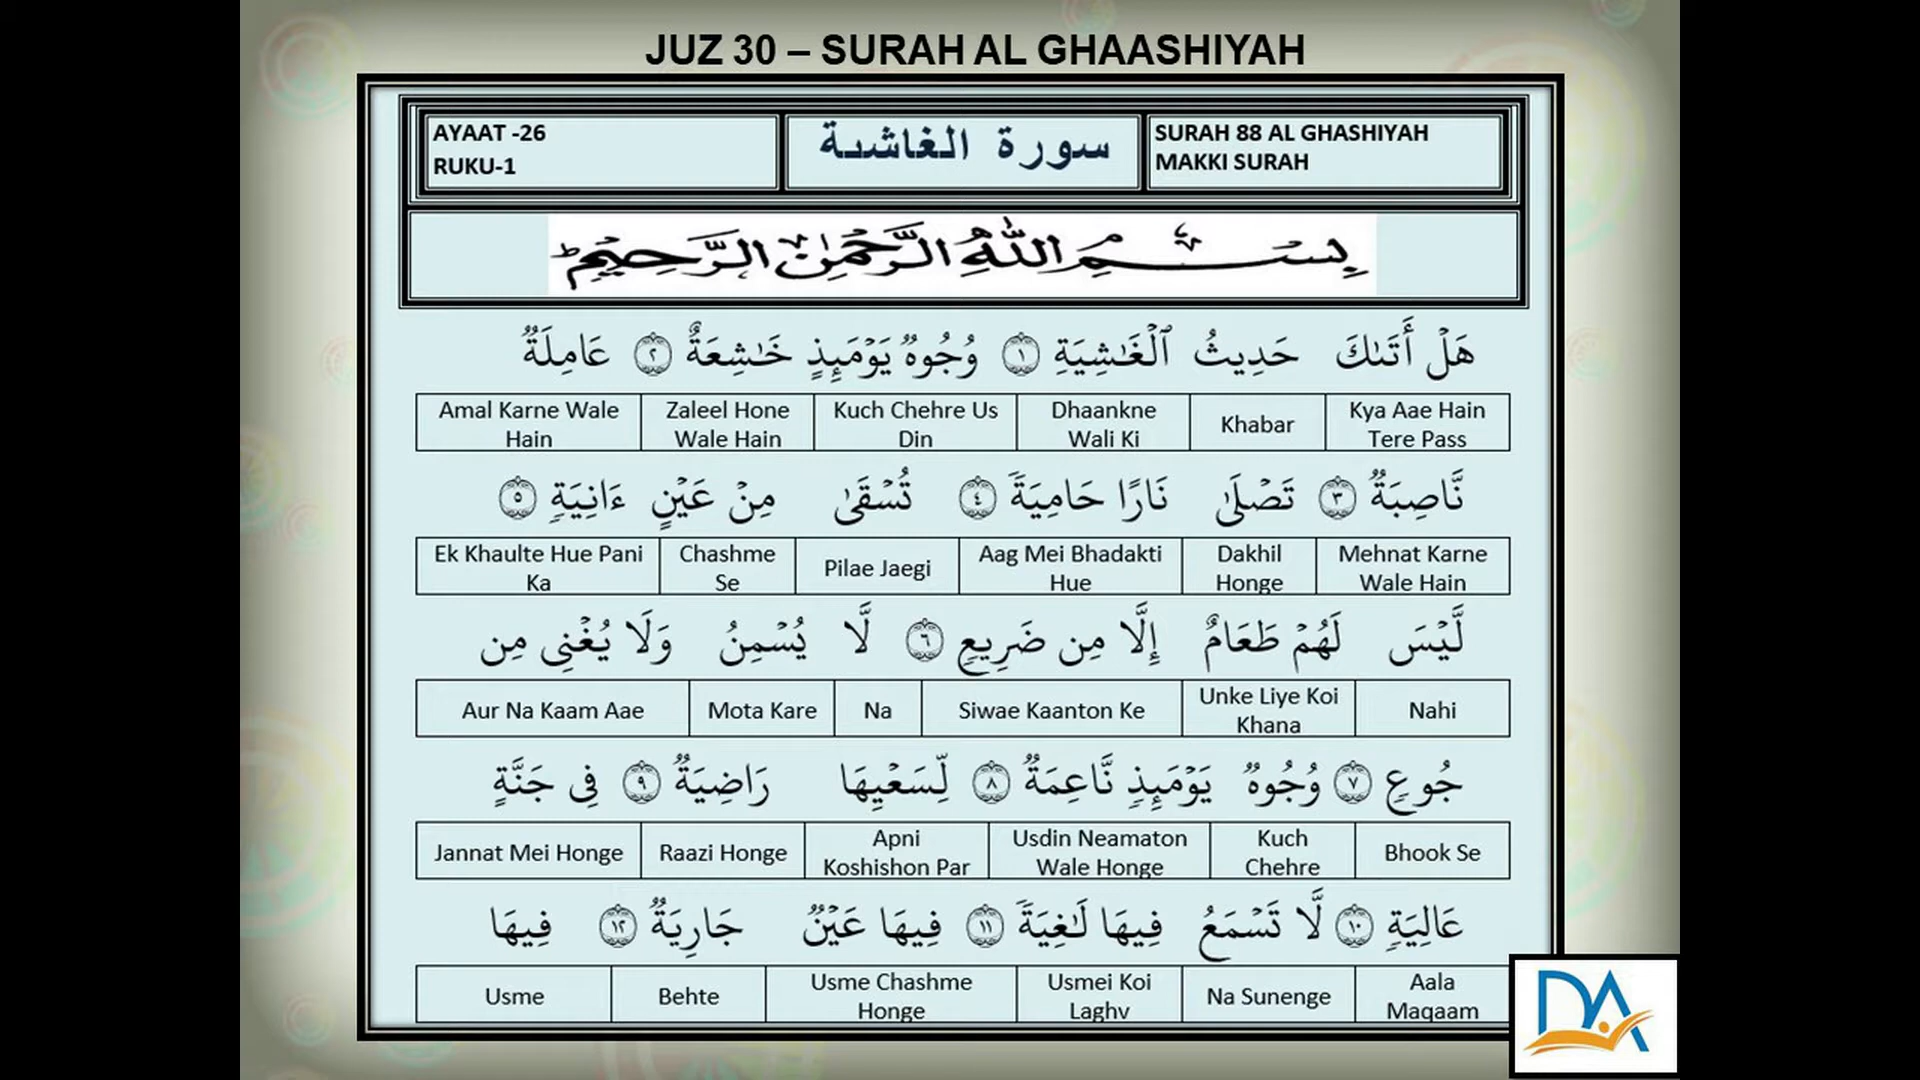 JUZ 30 – SURAH AL GHAASHIYAH
AYAAT -26
RUKU-1
سورة الغاشية
SURAH 88 AL GHASHIYAH
MAKKI SURAH
بِسْمِ اللهِ الرَّحْمٰنِ الرَّحِيْمِ
هَلْ أَتَىٰكَ حَدِيثُ ٱلْغَٰشِيَةِ ١ وُجُوهٌ يَوْمَئِذٍ خَٰشِعَةٌ ٢ عَامِلَةٌ
Amal Karne Wale Hain Zaleel Hone Wale Hain Kuch Chehre Us Din Dhaankne Wali Ki Khabar Kya Aae Hain Tere Pass
نَّاصِبَةٌ ٣ تَصْلَىٰ نَارًا حَامِيَةً ٤ تُسْقَىٰ مِنْ عَيْنٍ ءَانِيَةٍ ٥
Ek Khaulte Hue Pani Ka Chashme Se Pilae Jaegi Aag Mei Bhadakti Hue Dakhil Honge Mehnat Karne Wale Hain
لَّيْسَ لَهُمْ طَعَامٌ إِلَّا مِن ضَرِيعٍ ٦ لَّا يُسْمِنُ وَلَا يُغْنِى مِن
Aur Na Kaam Aae Mota Kare Na Siwae Kaanton Ke Unke Liye Koi Khana Nahi
جُوعٍ ٧ وُجُوهٌ يَوْمَئِذٍ نَّاعِمَةٌ ٨ لِّسَعْيِهَا رَاضِيَةٌ ٩ فِى جَنَّةٍ
Jannat Mei Honge Raazi Honge Apni Koshishon Par Usdin Neamaton Wale Honge Kuch Chehre Bhook Se
عَالِيَةٍ ١٠ لَّا تَسْمَعُ فِيهَا لَٰغِيَةً ١١ فِيهَا عَيْنٌ جَارِيَةٌ ١٢ فِيهَا
Usme Behte Usme Chashme Honge Usmei Koi Laghv Na Sunenge Aala Maqaam
DA